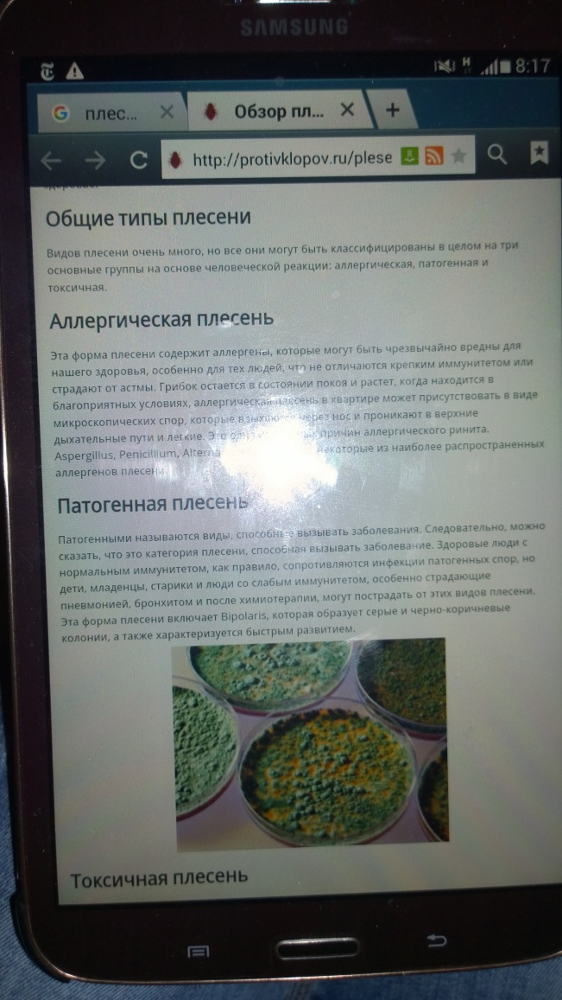 SAMSUNG
H 8:17
плес...
Обзор пл...
http://protivklopov.ru/plese
Общие типы плесени
Видов плесени очень много, но все они могут быть классифицированы в целом на три
основные группы на основе человеческой реакции: аллергическая, патогенная и
токсичная.
Аллергическая плесень
Эта форма плесени содержит аллергены, которые могут быть чрезвычайно вредны для
нашего здоровья, особенно для тех людей, что не отличаются крепким иммунитетом или
страдают от астмы. Грибок остается в состоянии покоя и растет, когда находится в
благоприятных условиях, аллергическая плесень в квартире может присутствовать в виде
микроскопических спор, которые вдыхаются через нос и проникают в верхние
дыхательные пути и легкие. Это причин аллергического ринита.
Aspergillus, Penicillium, некоторые из наиболее распространенных
аллергенов плесени.
Патогенная плесень
Патогенными называются виды, способные вызывать заболевания. Следовательно, можно
сказать, что это категория плесени, способная вызывать заболевание. Здоровые люди с
нормальным иммунитетом, как правило, сопротивляются инфекции патогенных спор, но
дети, младенцы, старики и люди со слабым иммунитетом, особенно страдающие
пневмонией, бронхитом и после химиотерапии, могут пострадать от этих видов плесени.
Эта форма плесени включает Bipolaris, которая образует серые и черно-коричневые
колонии, а также характеризуется быстрым развитием.
Токсичная плесень